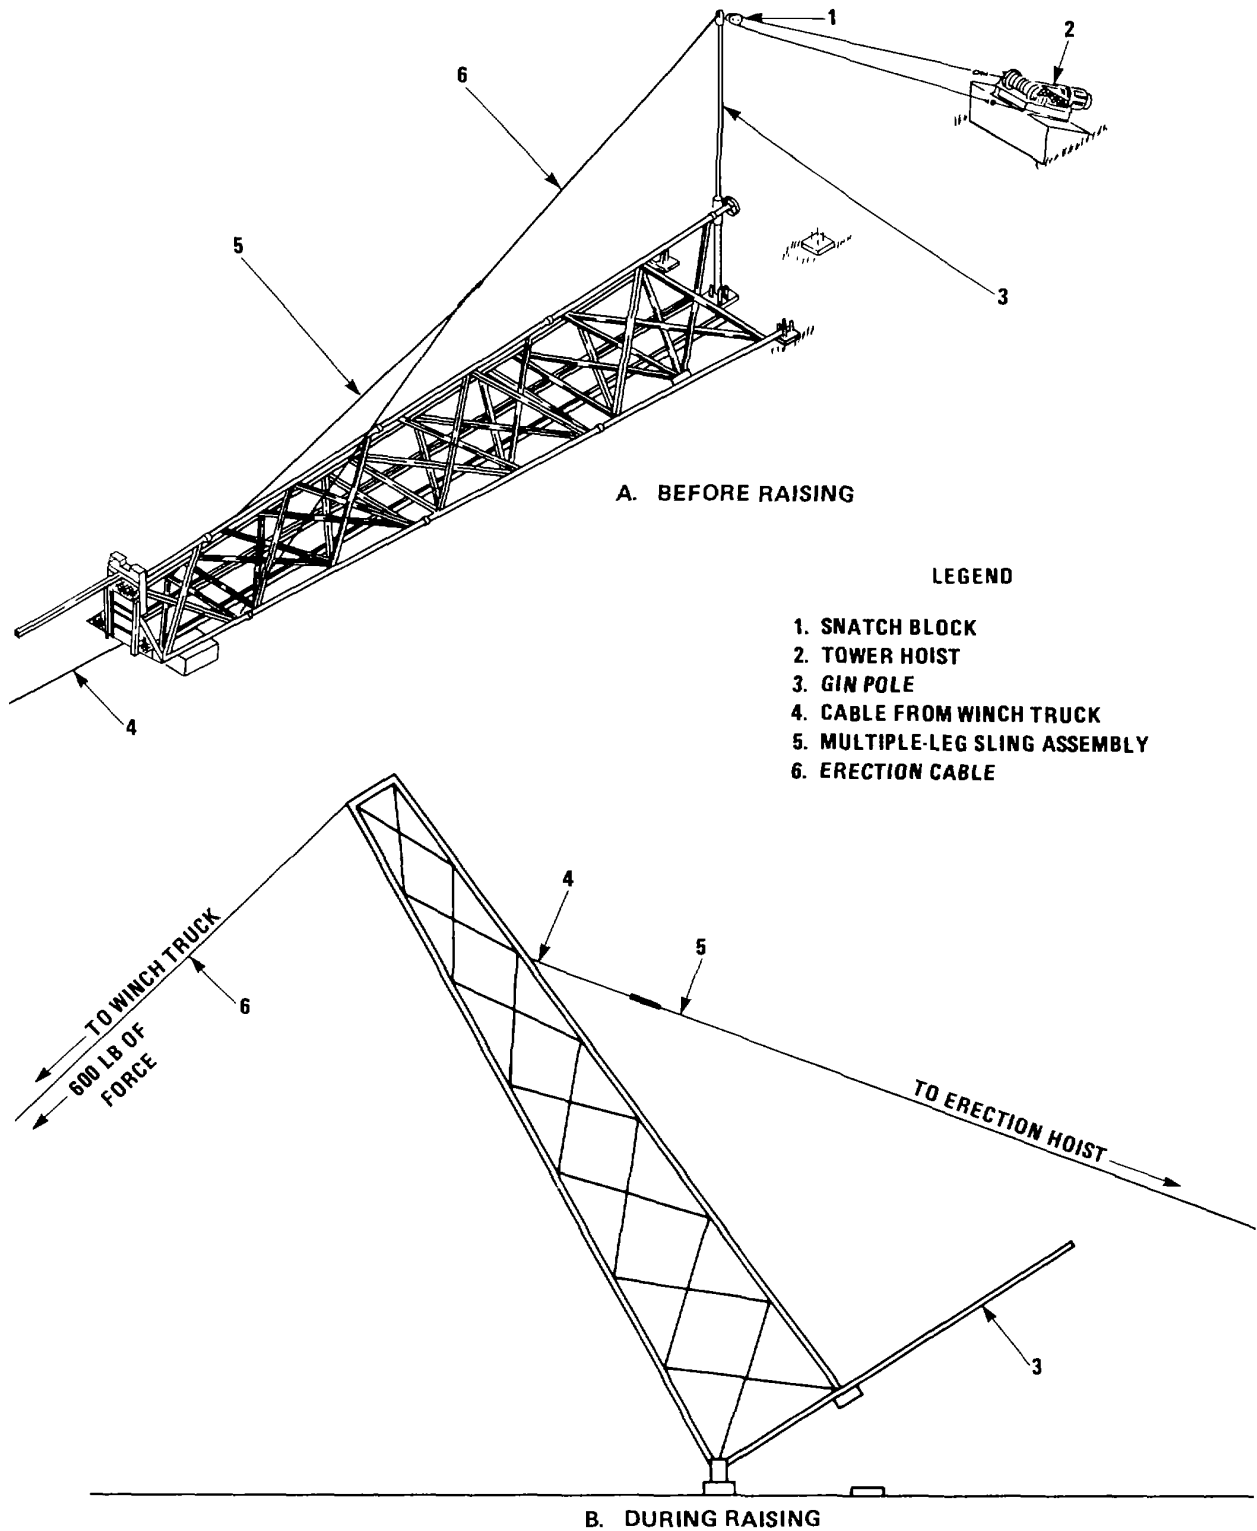 1
2
6
5
3
A. BEFORE RAISING
LEGEND
1. SNATCH BLOCK
2. TOWER HOIST
3. GIN POLE
4. CABLE FROM WINCH TRUCK
5. MULTIPLE-LEG SLING ASSEMBLY
6. ERECTION CABLE
4
4
5
TO WINCH TRUCK
6
600 LB OF
FORCE
TO ERECTION HOIST
3
B. DURING RAISING